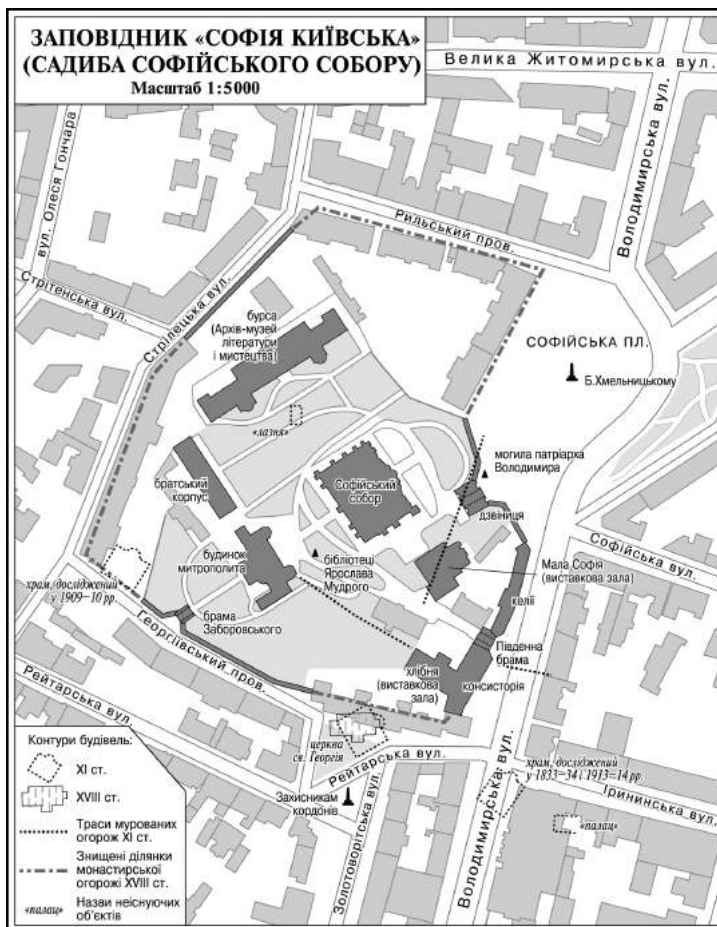 ЗАПОВІДНИК «СОФІЯ КИЇВСЬКА»
(САДИБА СОФІЙСЬКОГО СОБОРУ)
Масштаб 1:5000
Велика Житомирська вул.
Володимирська вул.
вул. Олеся Гончара
Рильський пров.
Стрітенська вул.
Стрілецька вул.
бурса
(Архів-музей
літератури
і мистецтва)
СОФІЙСЬКА ПЛ.
Б.Хмельницькому
«лазня»
могила патріарха
Володимира
братський
корпус
Софійський
собор
дзвіниця
Софійська вул.
будинок
митрополита
бібліотеці
Ярослава
Мудрого
Мала Софія
(виставкова зала)
храм, досліджений
у 1909–10 рр.
келії
брама
Заборовського
Південна
брама
Георгіївський пров.
хлібня
(виставкова
зала)
консисторія
Рейтарська вул.
церква
св. Георгія
Рейтарська вул.
храм, досліджений
у 1833–34 і 1913–14 рр.
Ірининська вул.
Захисникам
кордонів
«палац»
Золотоворітська вул.
Володимирська вул.
Контури будівель:
XI ст.
XVIII ст.
Траси мурованих
огорож XI ст.
Знищені ділянки
монастирської
огорожі XVIII ст.
«палац»
Назви неіснуючих
об'єктів